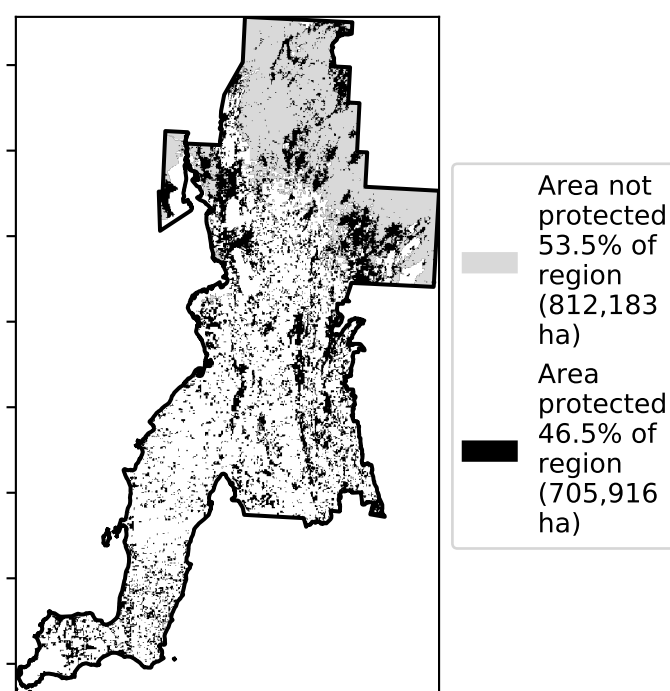 Area not
protected
53.5% of
region
(812,183
ha)
Area
protected
46.5% of
region
(705,916
ha)